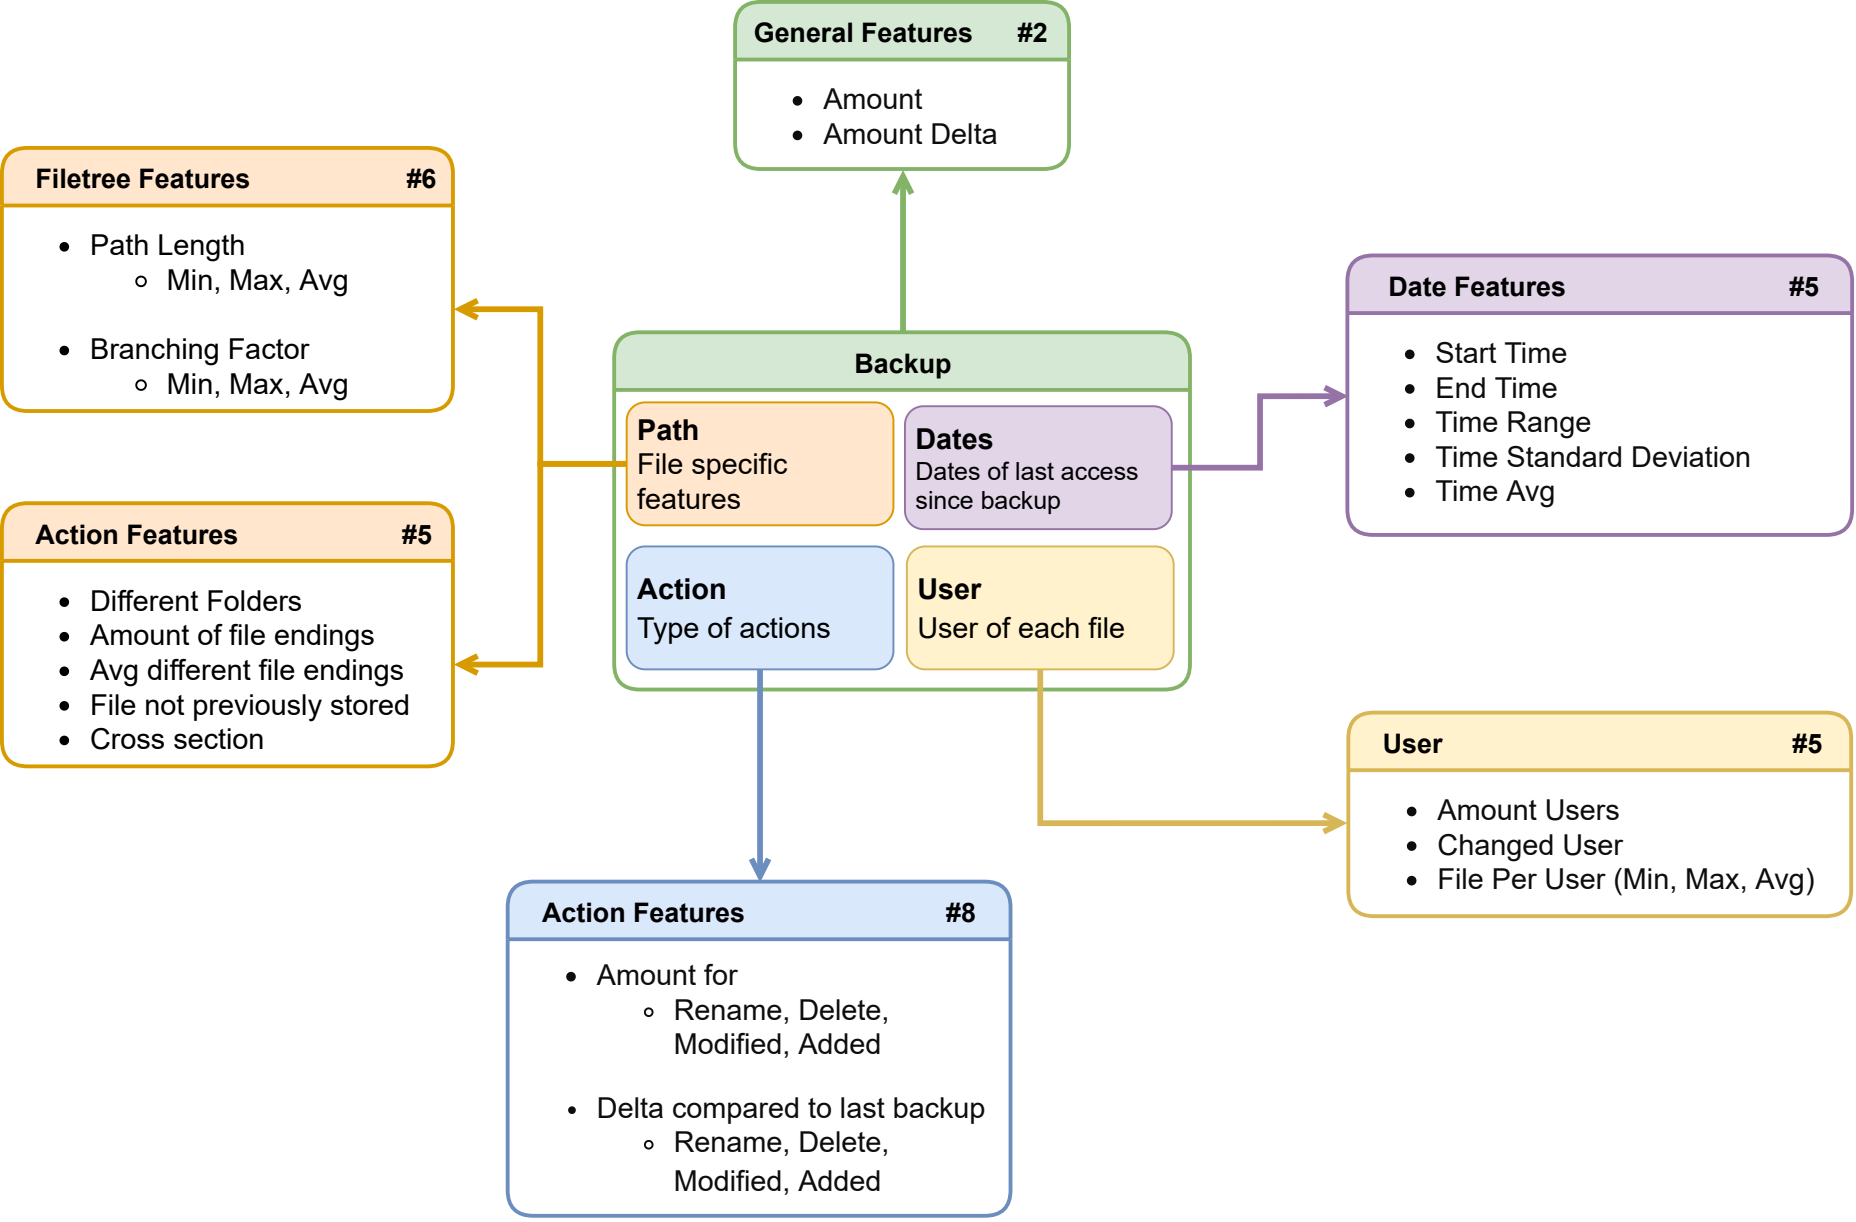 General Features #2
• Amount
• Amount Delta
Filetree Features #6
• Path Length
○ Min, Max, Avg
• Branching Factor
○ Min, Max, Avg
Action Features #5
• Different Folders
• Amount of file endings
• Avg different file endings
• File not previously stored
• Cross section
Backup
Path
File specific
features
Dates
Dates of last access
since backup
Action
Type of actions
User
User of each file
Date Features #5
• Start Time
• End Time
• Time Range
• Time Standard Deviation
• Time Avg
User #5
• Amount Users
• Changed User
• File Per User (Min, Max, Avg)
Action Features #8
• Amount for
○ Rename, Delete,
Modified, Added
• Delta compared to last backup
○ Rename, Delete,
Modified, Added